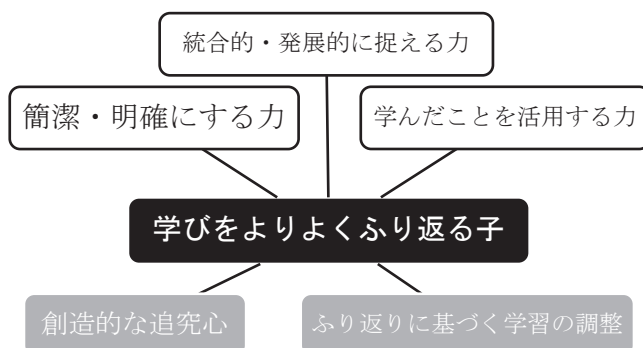 統合的・発展的に捉える力
簡潔・明確にする力
学んだことを活用する力
学びをよりよくふり返る子
創造的な追究心
ふり返りに基づく学習の調整